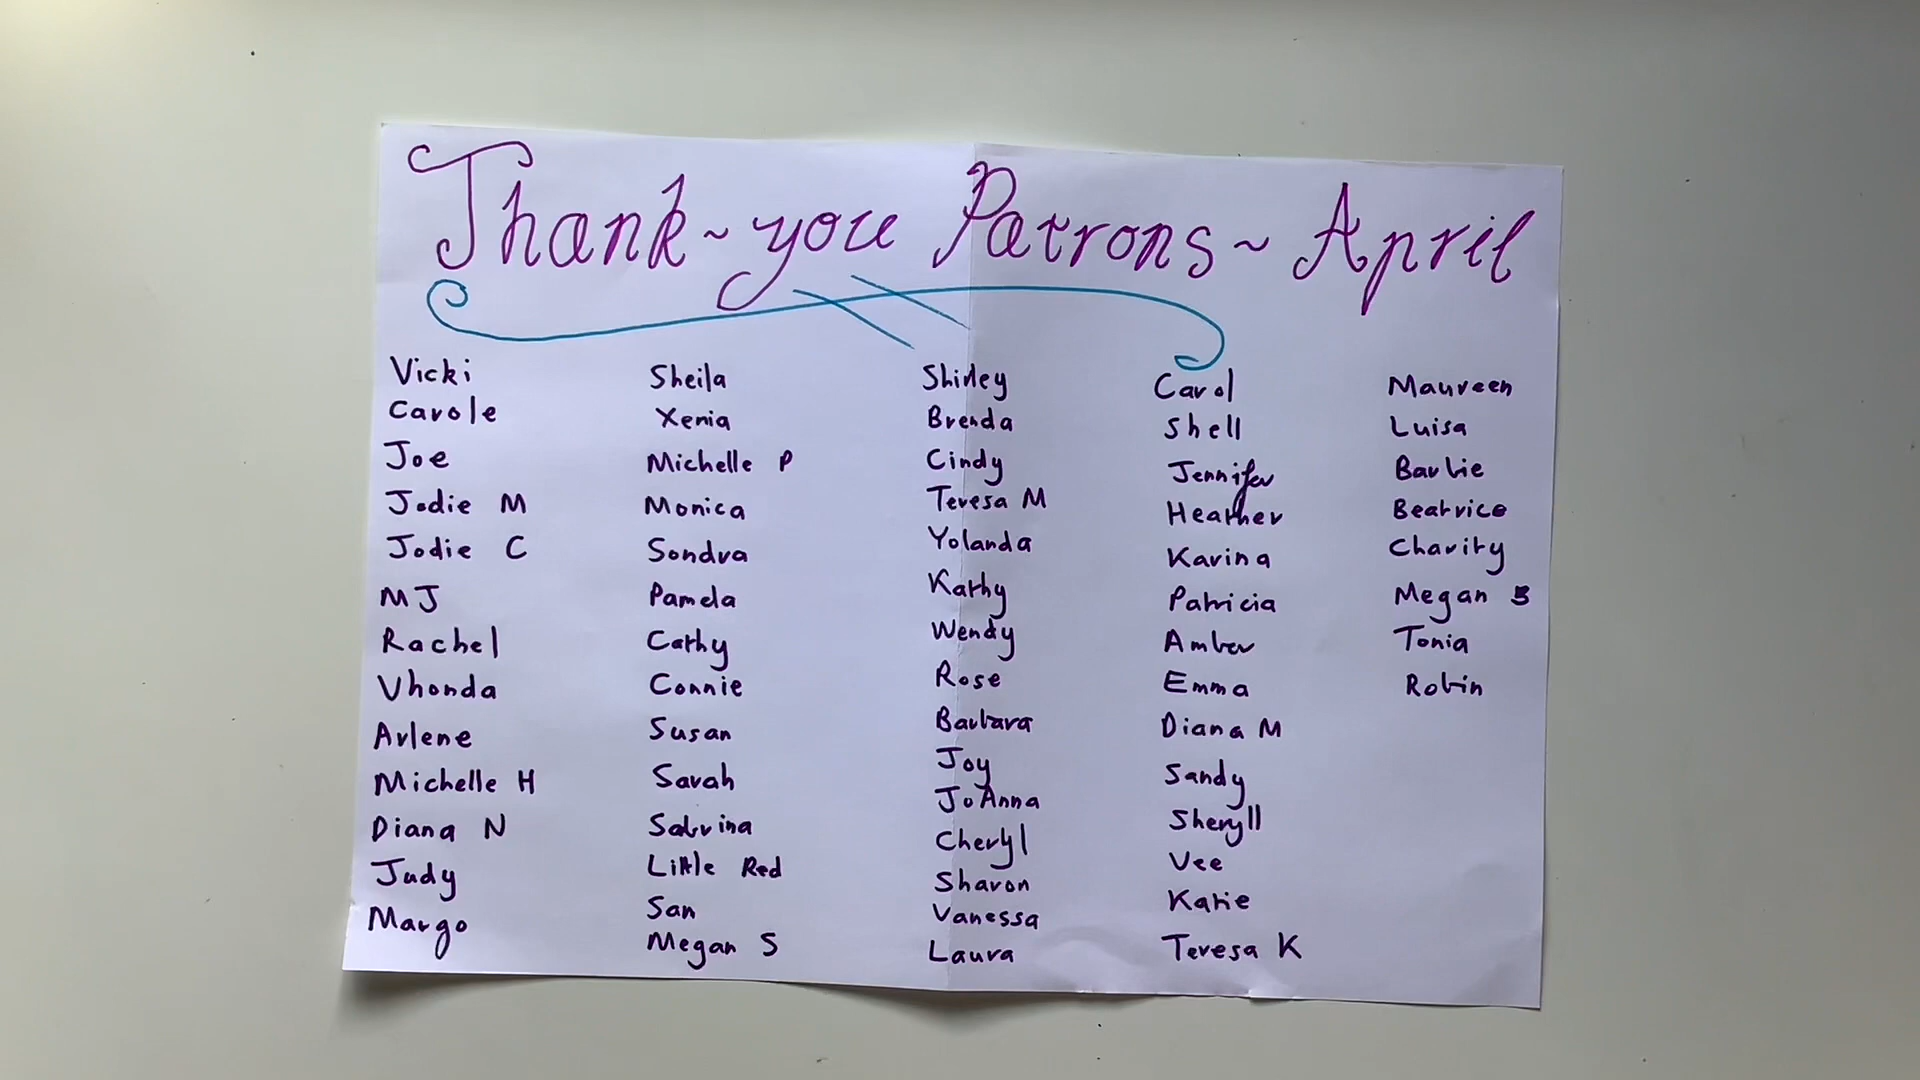 Thank~you Patrons~April
Vicki
Carole
Joe
Jodie M
Jodie C
MJ
Rachel
Vhonda
Arlene
Michelle H
Diana N
Judy
Margo
Sheila
Xenia
Michelle P
Monica
Sondra
Pamela
Cathy
Connie
Susan
Sarah
Sabrina
Little Red
San
Megan S
Shirley
Brenda
Cindy
Teresa M
Yolanda
Kathy
Wendy
Rose
Barbara
Joy
JoAnna
Cheryl
Sharon
Vanessa
Laura
Carol
Shell
Jennifer
Heather
Karina
Patricia
Amber
Emma
Diana M
Sandy
Sheryll
Vee
Katie
Teresa K
Maureen
Luisa
Barbie
Beatrice
Charity
Megan B
Tonia
Robin